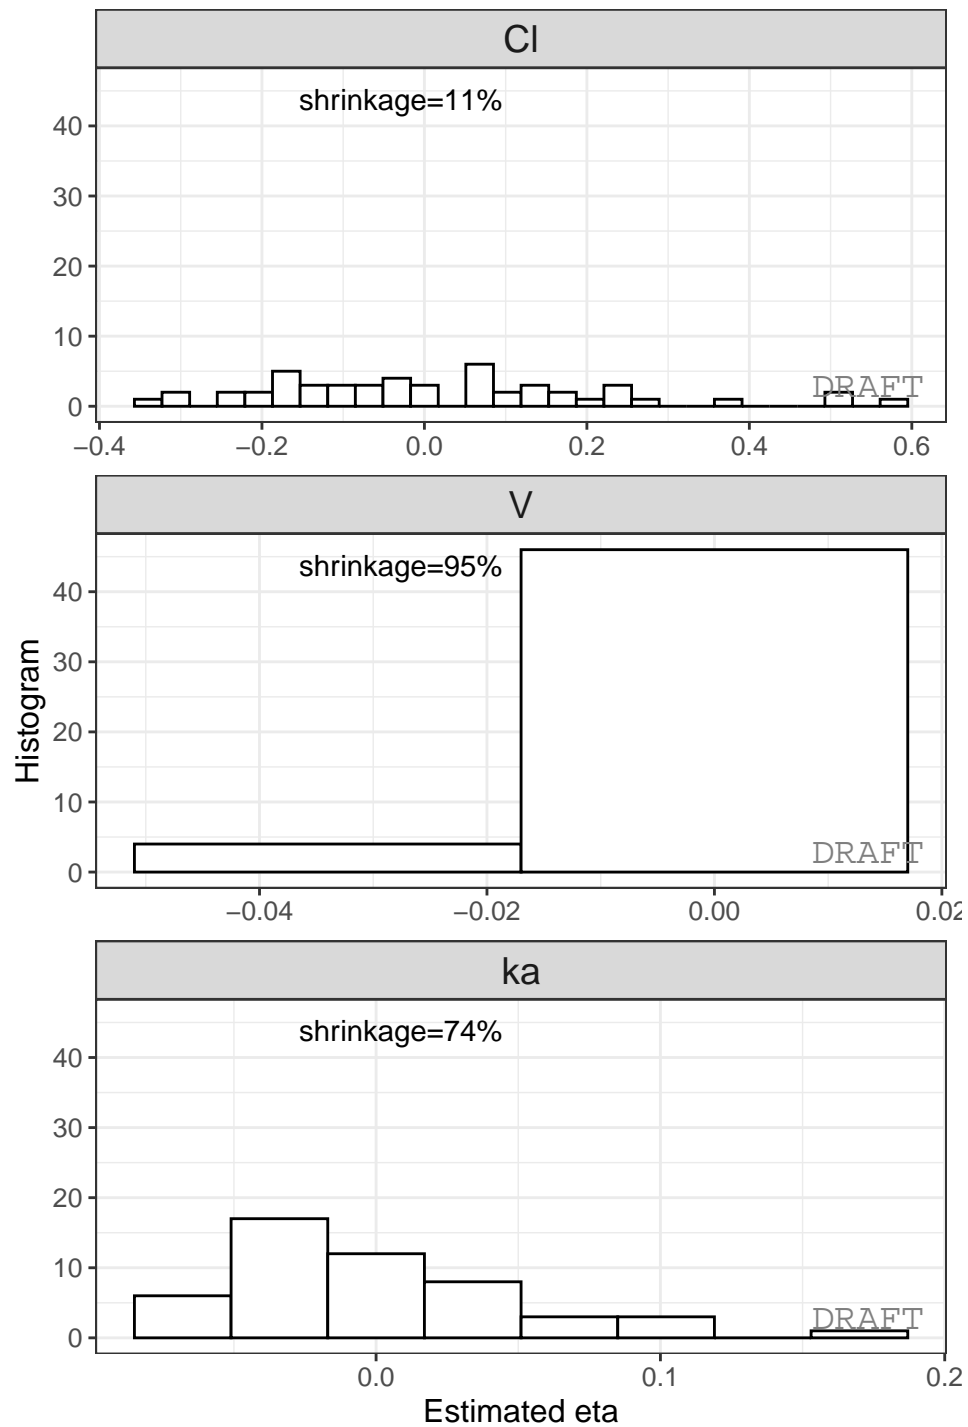 Cl
shrinkage=11%
40
30
20
10
0
DRAFT
−0.4 −0.2 0.0 0.2 0.4 0.6
V
shrinkage=95%
40
30
20
10
0
DRAFT
−0.04 −0.02 0.00 0.02
Histogram
ka
shrinkage=74%
40
30
20
10
0
DRAFT
0.0 0.1 0.2
Estimated eta